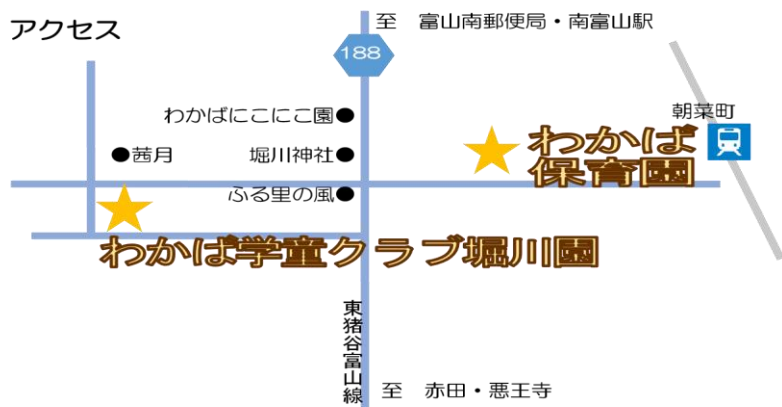 アクセス
至 富山南郵便局・南富山駅
188
朝菜町
わかばにこにこ園
茜月
堀川神社
わかば
保育園
ふる里の風
わかば学童クラブ堀川園
東猪谷富山線
至 赤田・悪王寺